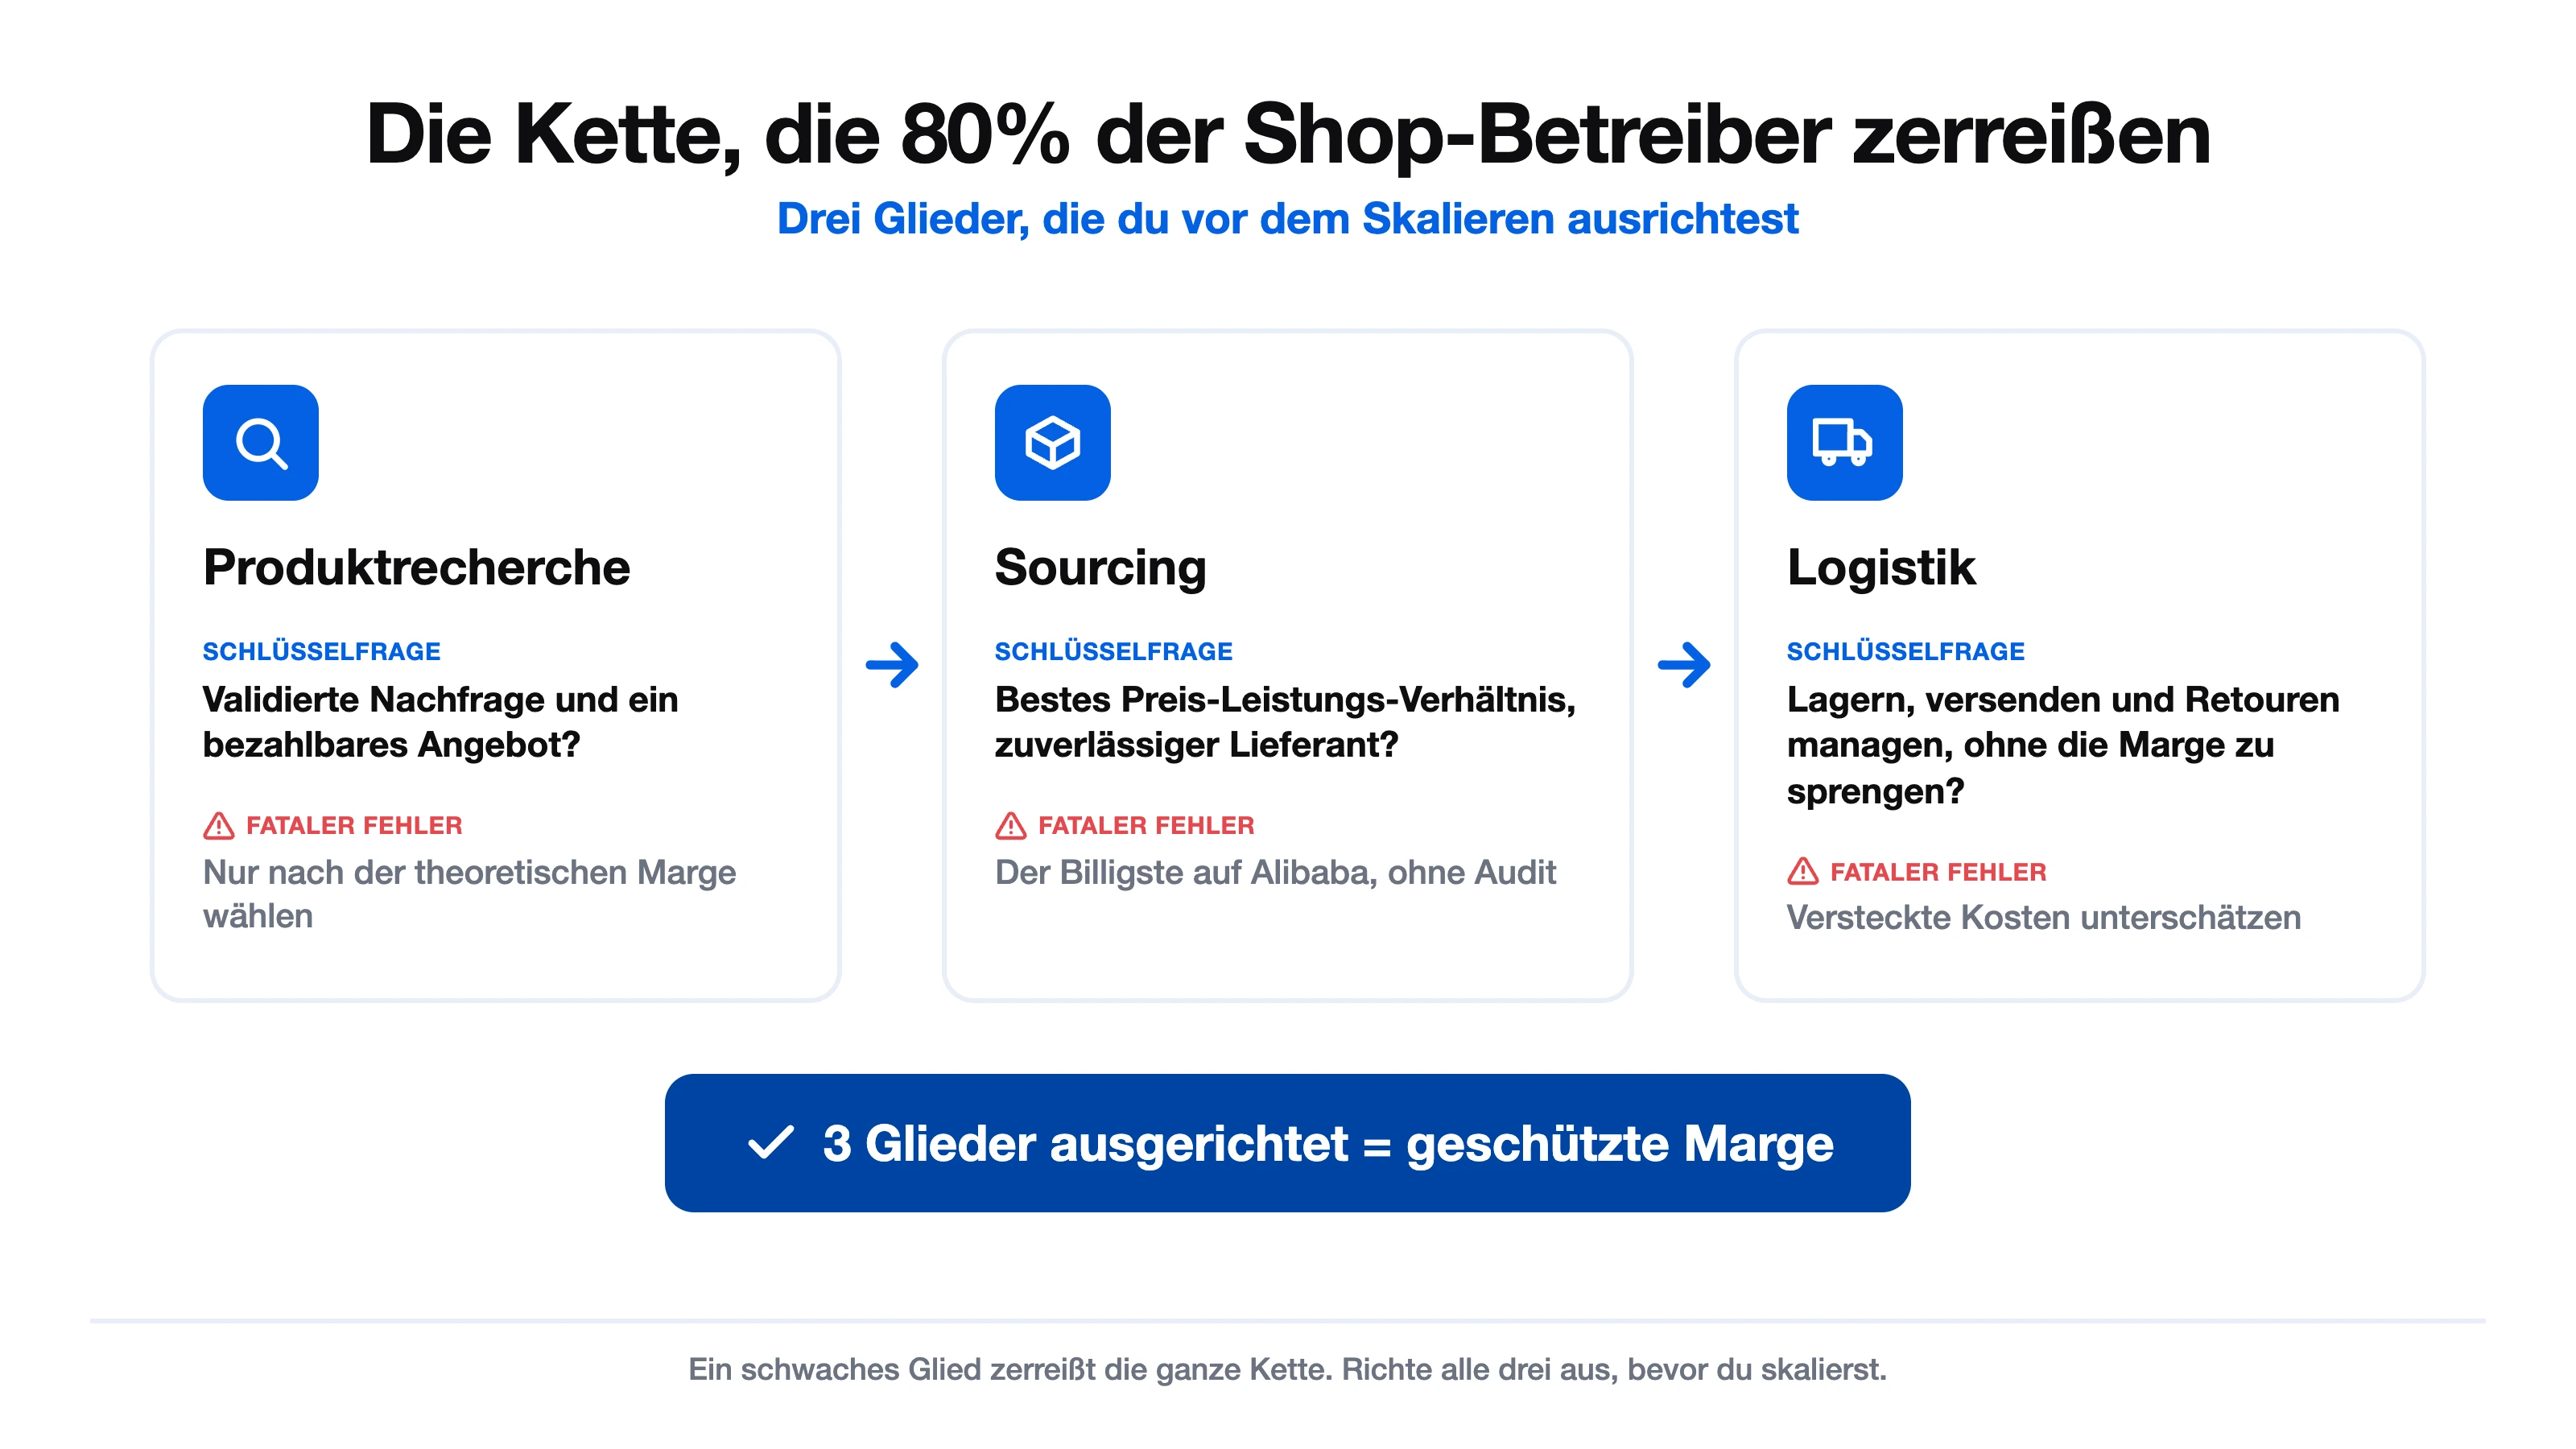 Die Kette, die 80% der Shop-Betreiber zerreißen
Drei Glieder, die du vor dem Skalieren ausrichtest
Produktrecherche
SCHLÜSSELFRAGE
Validierte Nachfrage und ein
bezahlbares Angebot?
FATALER FEHLER
Nur nach der theoretischen Marge
wählen
Sourcing
SCHLÜSSELFRAGE
Bestes Preis-Leistungs-Verhältnis,
zuverlässiger Lieferant?
FATALER FEHLER
Der Billigste auf Alibaba, ohne Audit
Logistik
SCHLÜSSELFRAGE
Lagern, versenden und Retouren
managen, ohne die Marge zu
sprengen?
FATALER FEHLER
Versteckte Kosten unterschätzen
3 Glieder ausgerichtet = geschützte Marge
Ein schwaches Glied zerreißt die ganze Kette. Richte alle drei aus, bevor du skalierst.